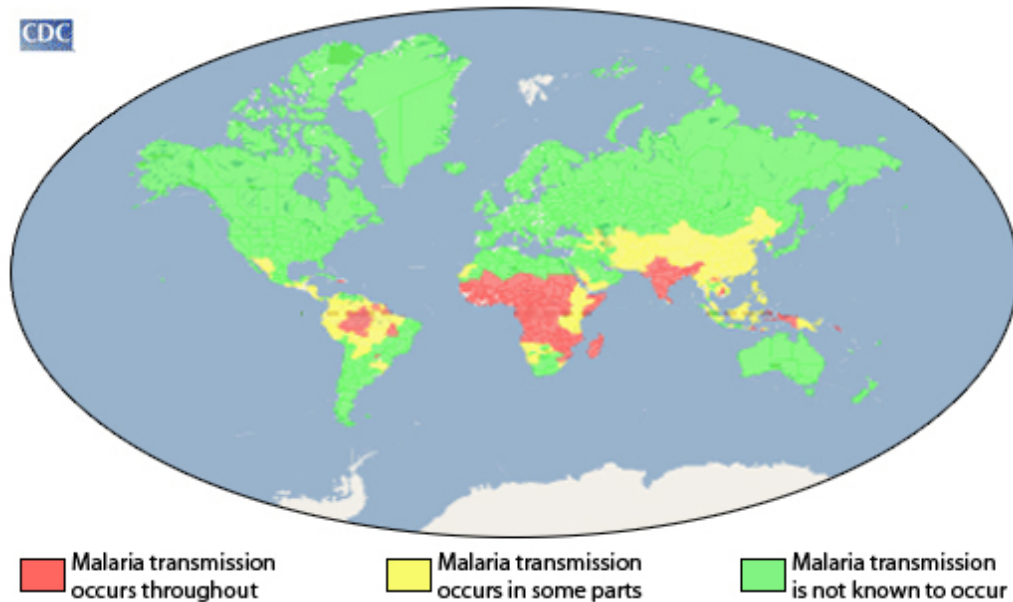 CDC
Malaria transmission
occurs throughout
Malaria transmission
occurs in some parts
Malaria transmission
is not known to occur